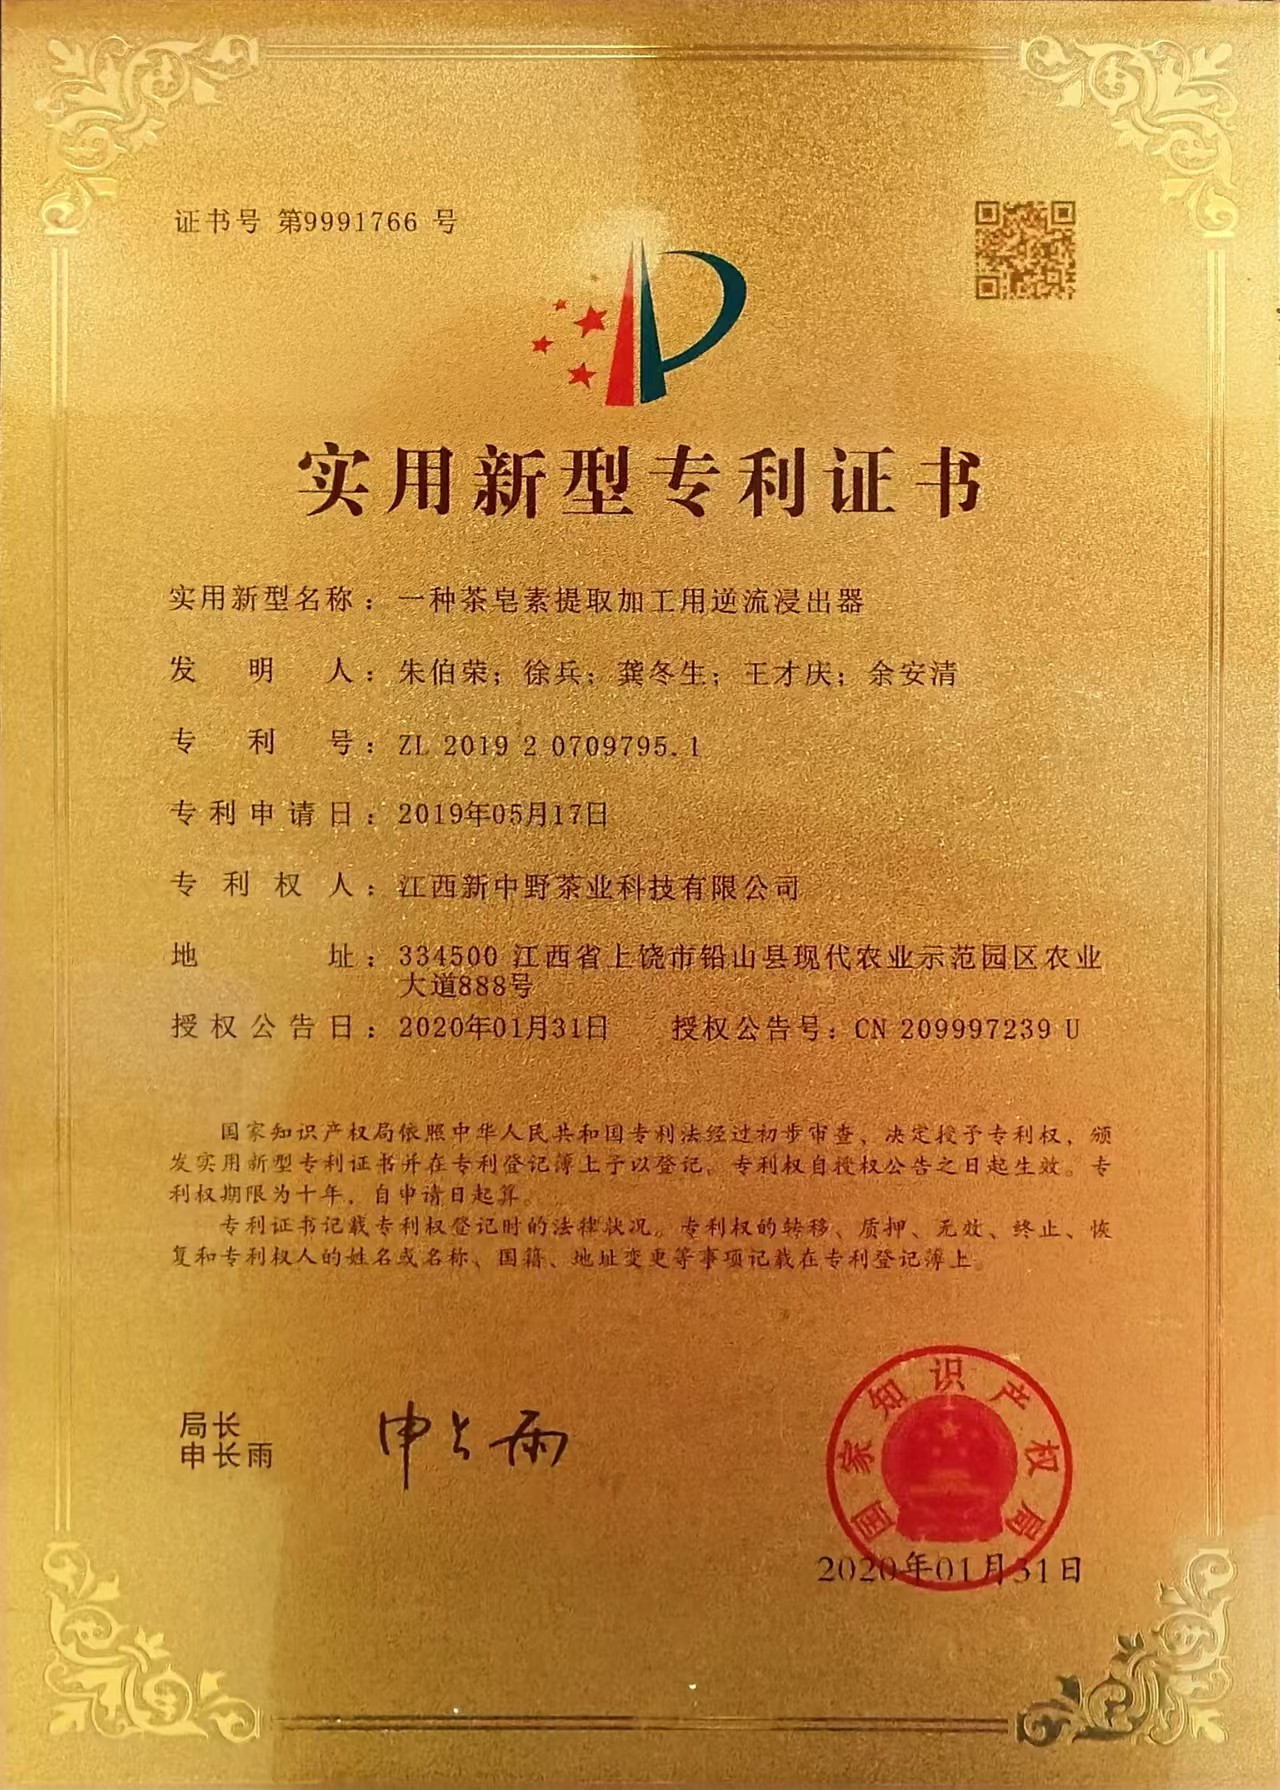 证书号 第9991766 号
实用新型专利证书
实用新型名称：一种茶皂素提取加工用逆流浸出器
发明人：朱伯荣；徐兵；龚冬生；王才庆；余安清
专利号：ZL 2019 2 0709795.1
专利申请日：2019年05月17日
专利权人：江西新中野茶业科技有限公司
地址：334500 江西省上饶市铅山县现代农业示范园区农业
大道888号
授权公告日：2020年01月31日 授权公告号：CN 209997239 U
国家知识产权局依照中华人民共和国专利法经过初步审查，决定授予专利权，颁
发实用新型专利证书并在专利登记簿上予以登记。专利权自授权公告之日起生效。专
利权期限为十年，自申请日起算。
专利证书记载专利权登记时的法律状况。专利权的转移、质押、无效、终止、恢
复和专利权人的姓名或名称、国籍、地址变更等事项记载在专利登记簿上。
局长
申长雨
申长雨
国家知识产权局
2020年01月31日